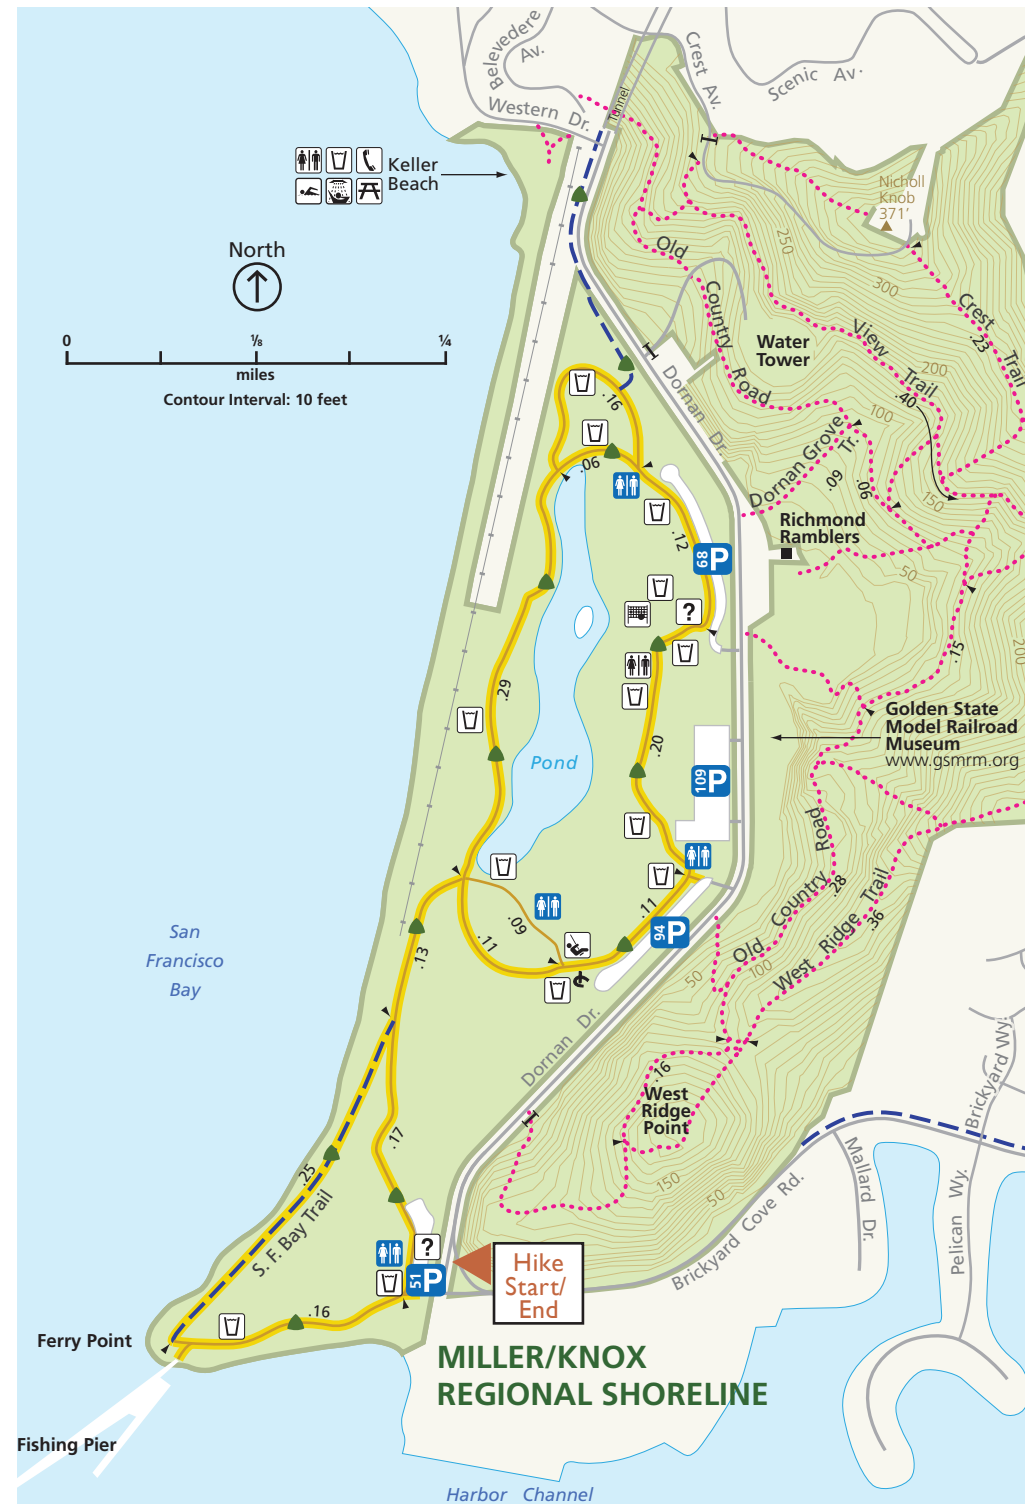 Belevedere
Av.
Crest Av.
Scenic Av.
Western Dr.
Tunnel
Keller
Beach
Nicholl
Knob
371'
North
250
Old
Country
Road
300
Crest
.23
Trail
0
⅛
¼
miles
Contour Interval: 10 feet
Water
Tower
View
Trail
.40
200
100
Dornan Dr.
.16
.06
Dornan Grove
Tr.
.09
.06
150
.12
68 P
Richmond
Ramblers
50
?
.15
200
.29
.20
Pond
109 P
Golden State
Model Railroad
Museum
www.gsmrm.org
.09
.11
.11
94 P
Old Country Road
.28
West Ridge Trail
.36
50
100
San
Francisco
Bay
.13
Dornan Dr.
.16
West
Ridge
Point
.17
150
50
Brickyard Wy.
.25
S. F. Bay Trail
Mallard Dr.
Pelican Wy.
Brickyard Cove Rd.
?
51 P
Hike
Start/
End
.16
Ferry Point
MILLER/KNOX
REGIONAL SHORELINE
Fishing Pier
Harbor Channel